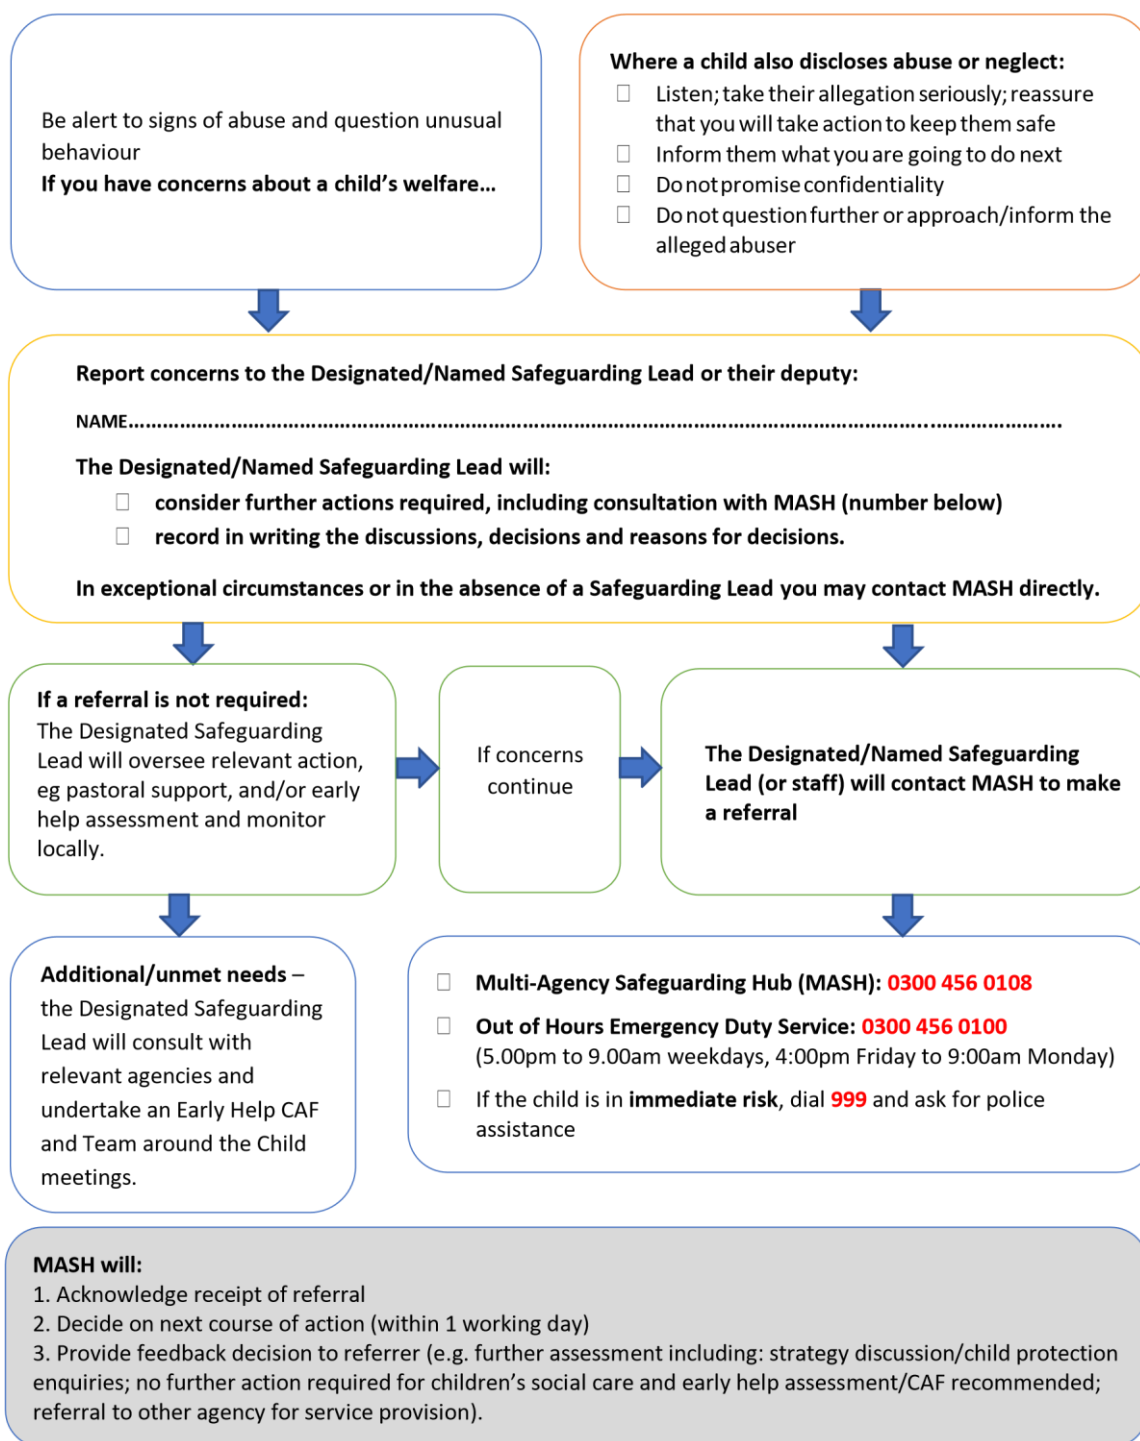 Be alert to signs of abuse and question unusual
behaviour
If you have concerns about a child’s welfare…
Where a child also discloses abuse or neglect:
Listen; take their allegation seriously; reassure
that you will take action to keep them safe
Inform them what you are going to do next
Do not promise confidentiality
Do not question further or approach/inform the
alleged abuser
Report concerns to the Designated/Named Safeguarding Lead or their deputy:
NAME……………………………………………………………………………………………………………………..…………………
The Designated/Named Safeguarding Lead will:
consider further actions required, including consultation with MASH (number below)
record in writing the discussions, decisions and reasons for decisions.
In exceptional circumstances or in the absence of a Safeguarding Lead you may contact MASH directly.
If a referral is not required:
The Designated Safeguarding
Lead will oversee relevant action,
eg pastoral support, and/or early
help assessment and monitor
locally.
If concerns
continue
The Designated/Named Safeguarding
Lead (or staff) will contact MASH to make
a referral
Additional/unmet needs –
the Designated Safeguarding
Lead will consult with
relevant agencies and
undertake an Early Help CAF
and Team around the Child
meetings.
Multi-Agency Safeguarding Hub (MASH): 0300 456 0108
Out of Hours Emergency Duty Service: 0300 456 0100
(5.00pm to 9.00am weekdays, 4:00pm Friday to 9:00am Monday)
If the child is in immediate risk, dial 999 and ask for police
assistance
MASH will:
1. Acknowledge receipt of referral
2. Decide on next course of action (within 1 working day)
3. Provide feedback decision to referrer (e.g. further assessment including: strategy discussion/child protection
enquiries; no further action required for children’s social care and early help assessment/CAF recommended;
referral to other agency for service provision).